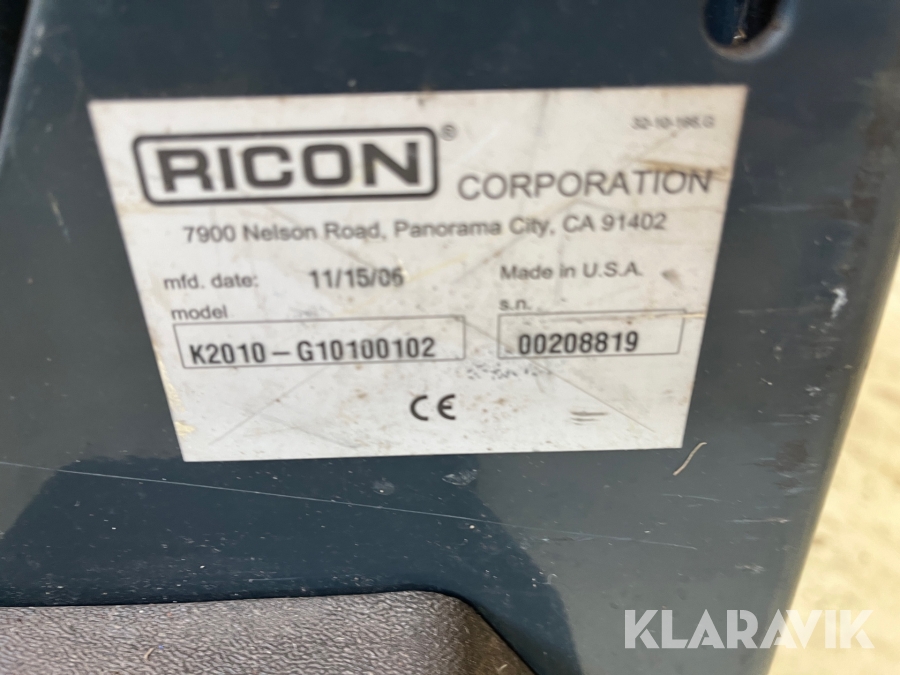 32-10-186.G
RICON® CORPORATION
7900 Nelson Road, Panorama City, CA 91402
mfd. date: 11/15/06 Made in U.S.A.
model s.n.
K2010-G10100102 00208819
CE
KLARAVIK